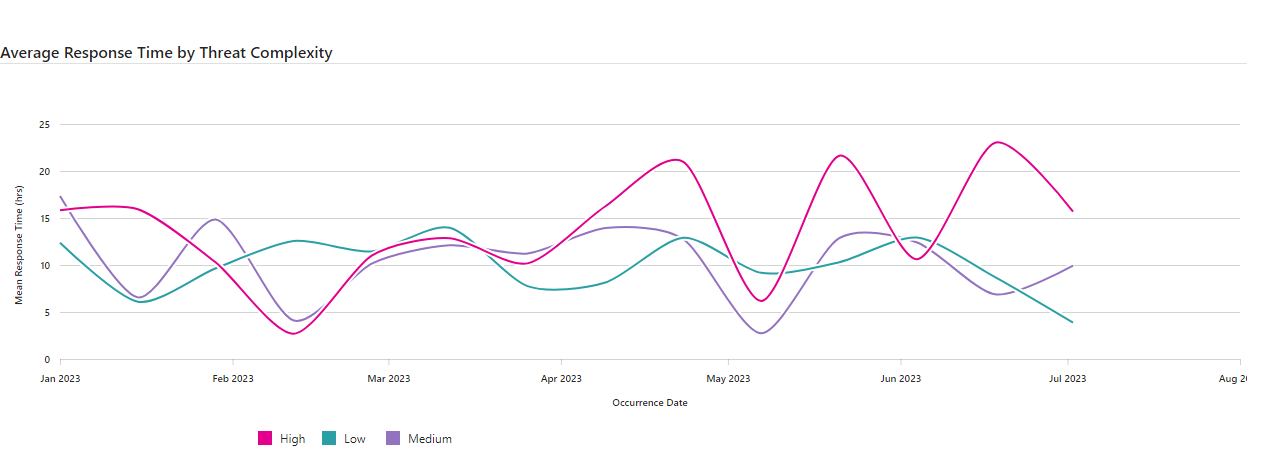 Average Response Time by Threat Complexity
25
20
15
10
5
0
Mean Response Time (hrs)
Jan 2023 Feb 2023 Mar 2023 Apr 2023 May 2023 Jun 2023 Jul 2023 Aug
Occurrence Date
High Low Medium